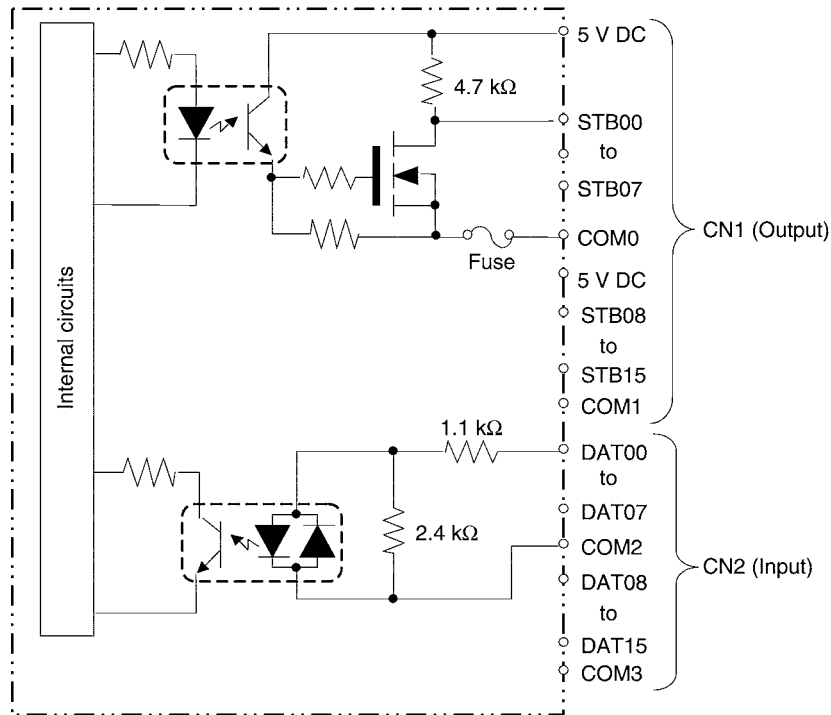 Internal circuits
5 V DC
4.7 kΩ
STB00
to
STB07
COM0
Fuse
CN1 (Output)
5 V DC
STB08
to
STB15
COM1
1.1 kΩ
DAT00
to
DAT07
2.4 kΩ
COM2
CN2 (Input)
DAT08
to
DAT15
COM3